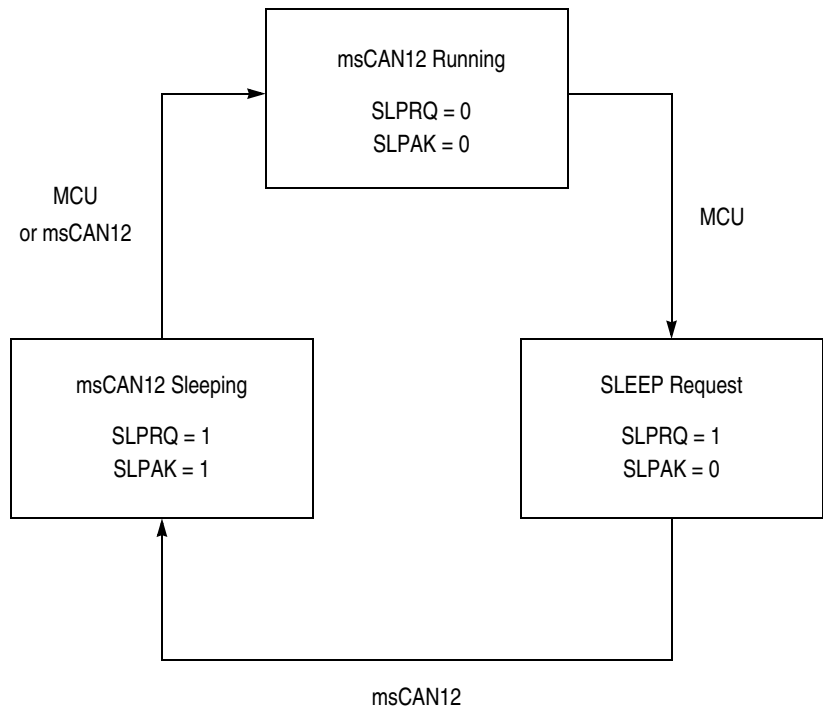 msCAN12 Running
SLPRQ = 0
SLPAK = 0
MCU
or msCAN12
MCU
msCAN12 Sleeping
SLPRQ = 1
SLPAK = 1
SLEEP Request
SLPRQ = 1
SLPAK = 0
msCAN12